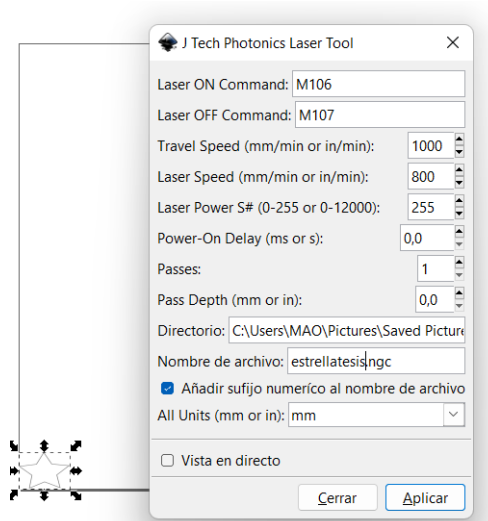 J Tech Photonics Laser Tool
Laser ON Command: M106
Laser OFF Command: M107
Travel Speed (mm/min or in/min): 1000
Laser Speed (mm/min or in/min): 800
Laser Power S# (0-255 or 0-12000): 255
Power-On Delay (ms or s): 0,0
Passes: 1
Pass Depth (mm or in): 0,0
Directorio: C:\Users\MAO\Pictures\Saved Picture
Nombre de archivo: estrellatesis.ngc
Añadir sufijo numeríco al nombre de archivo
All Units (mm or in): mm
Vista en directo
Cerrar Aplicar